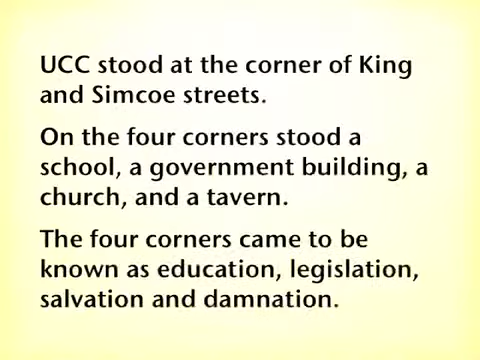 UCC stood at the corner of King
and Simcoe streets.
On the four corners stood a
school, a government building, a
church, and a tavern.
The four corners came to be
known as education, legislation,
salvation and damnation.